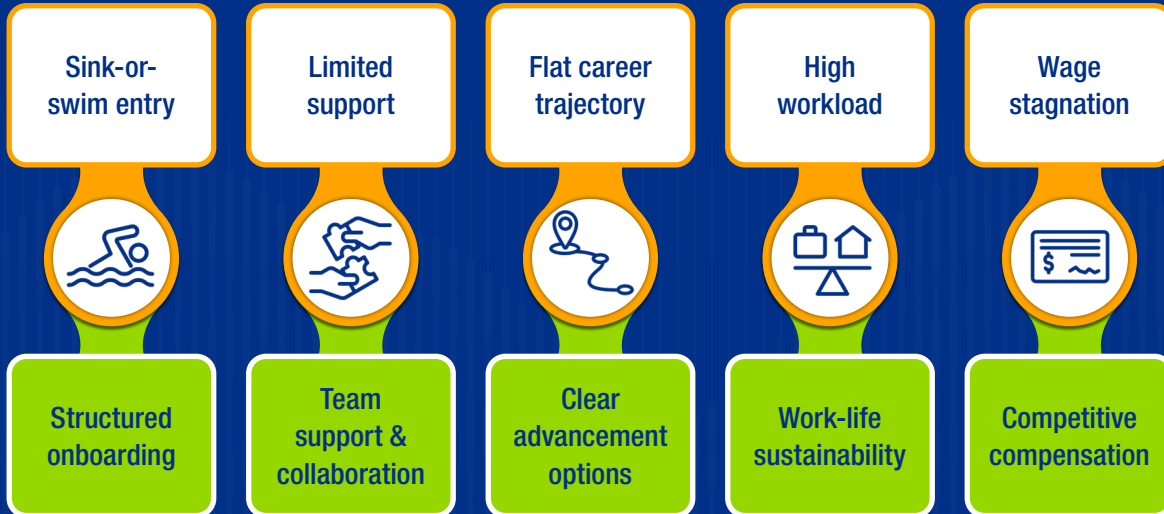 Sink-or-
swim entry
Limited
support
Flat career
trajectory
High
workload
Wage
stagnation
$
Structured
onboarding
Team
support &
collaboration
Clear
advancement
options
Work-life
sustainability
Competitive
compensation